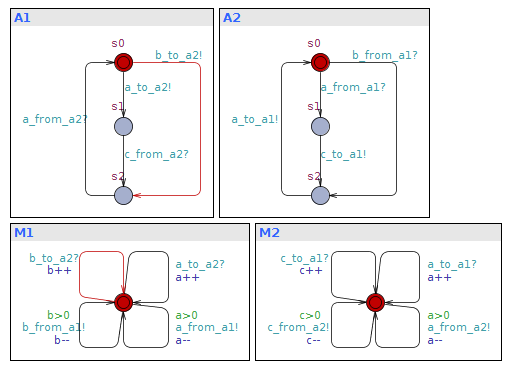 A1
s0
b_to_a2!
a_to_a2!
s1
a_from_a2?
c_from_a2?
s2
A2
s0
b_from_a1?
a_from_a1?
s1
a_to_a1!
c_to_a1!
s2
M1
b_to_a2?
b++
a_to_a2?
a++
b>0
b_from_a1!
b--
a>0
a_from_a1!
a--
M2
c_to_a1?
c++
a_to_a1?
a++
c>0
c_from_a2!
c--
a>0
a_from_a2!
a--